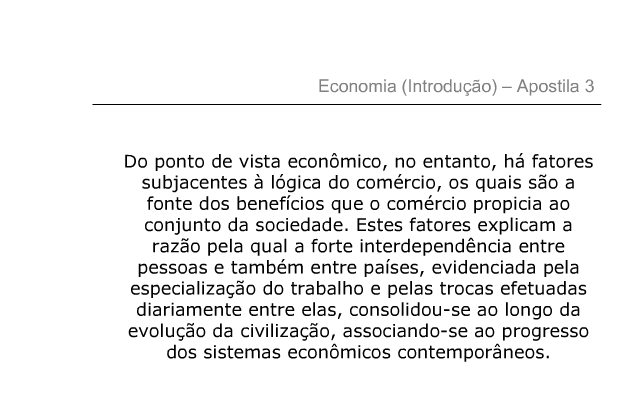 Economia (Introdução) – Apostila 3
Do ponto de vista econômico, no entanto, há fatores
subjacentes à lógica do comércio, os quais são a
fonte dos benefícios que o comércio propicia ao
conjunto da sociedade. Estes fatores explicam a
razão pela qual a forte interdependência entre
pessoas e também entre países, evidenciada pela
especialização do trabalho e pelas trocas efetuadas
diariamente entre elas, consolidou-se ao longo da
evolução da civilização, associando-se ao progresso
dos sistemas econômicos contemporâneos.